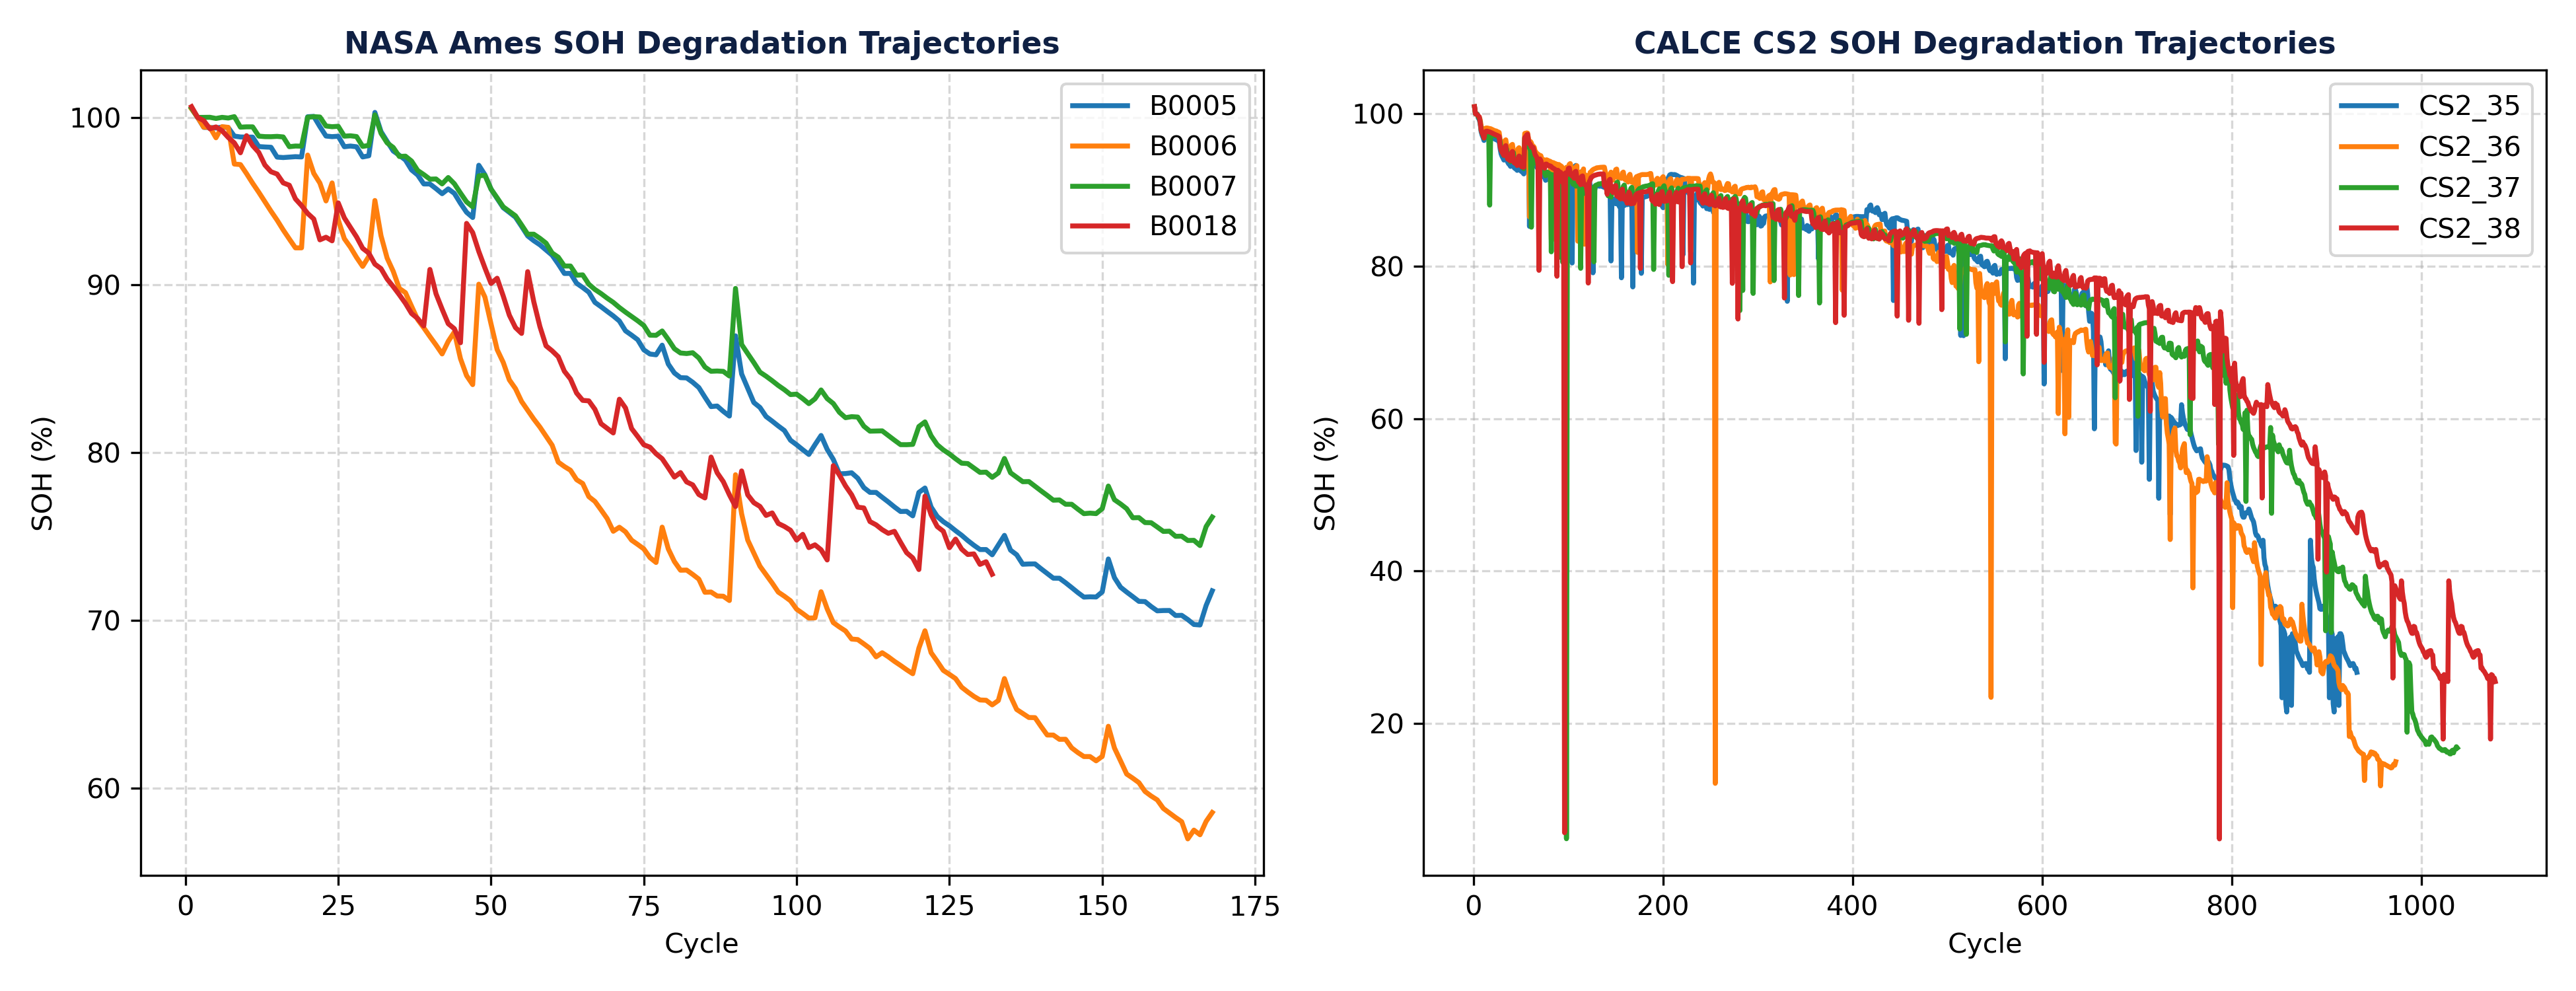 NASA Ames SOH Degradation Trajectories
SOH (%)
100
90
80
70
60
0 25 50 75 100 125 150 175
Cycle
B0005
B0006
B0007
B0018
CALCE CS2 SOH Degradation Trajectories
SOH (%)
100
80
60
40
20
0 200 400 600 800 1000
Cycle
CS2_35
CS2_36
CS2_37
CS2_38